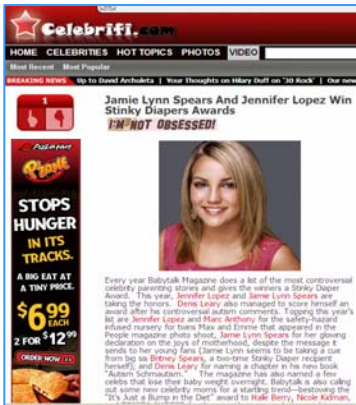 Celebrifi.com
HOME CELEBRITIES HOT TOPICS PHOTOS VIDEO
Most Recent Most Popular
BREAKING NEWS Up to David Archuleta | Your Thoughts on Hilary Duff on '30 Rock' | Our new
1
Jamie Lynn Spears And Jennifer Lopez Win
Stinky Diapers Awards
I'M NOT OBSESSED!
P'Zone
STOPS
HUNGER
IN ITS
TRACKS.
A BIG EAT AT
A TINY PRICE.
$6.99
EACH
2 FOR $12.99
ORDER NOW
Every year Babytalk Magazine does a list of the most controversial
celebrity parenting stories and gives the winners a Stinky Diaper
Award. This year, Jennifer Lopez and Jamie Lynn Spears are
taking the honors. Denis Leary also managed to score himself an
award after his controversial autism comments. Topping this year's
list are Jennifer Lopez and Marc Anthony for the safety-hazard
infused nursery for twins Max and Emme that appeared in the
People magazine photo shoot, Jamie Lynn Spears for her glowing
declaration on the joys of motherhood, despite the message it
sends to her young fans (Jamie Lynn seems to be taking a cue
from big sis Britney Spears, a two-time Stinky Diaper recipient
herself); and Denis Leary for naming a chapter in his new book
"Autism Schmautism." The magazine has also named a few
celebs that lose their baby weight overnight. Babytalk is also calling
out some new celebrity moms for a startling trend—bestowing the
"It's Just a Bump in the Diet" award to Halle Berry, Nicole Kidman,